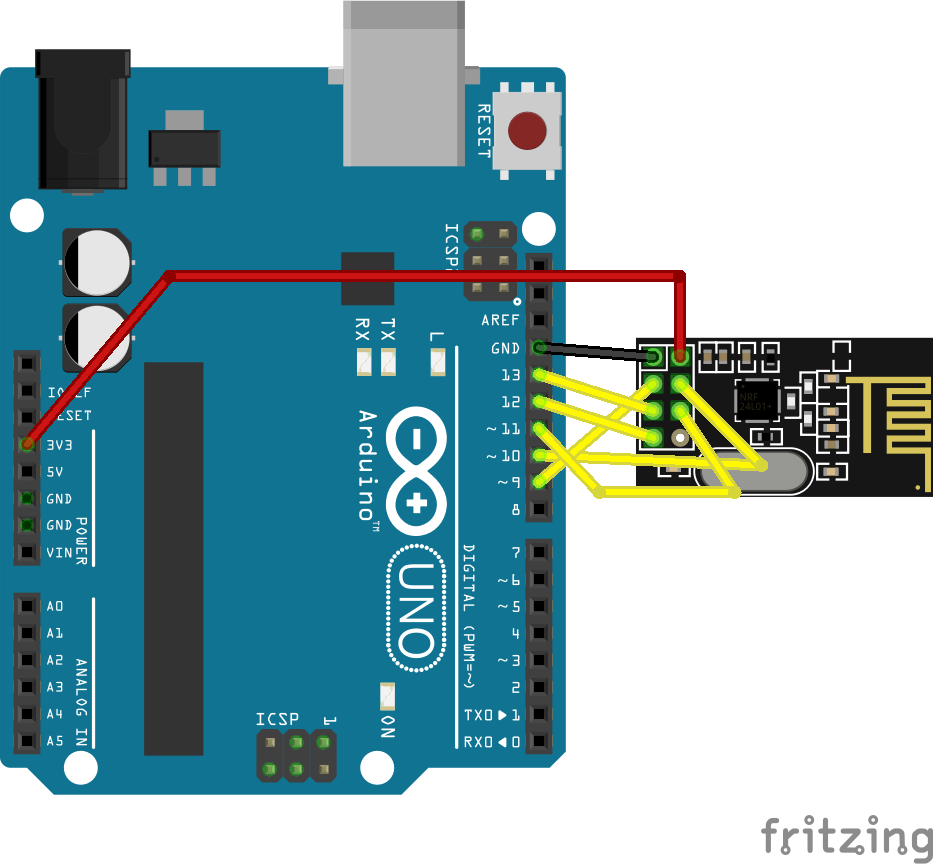 RESET
ICSP2
AREF
GND
13
12
~11
~10
~9
8
RX
TX
L
IOREF
RESET
3V3
5V
GND
GND
VIN
POWER
Arduino™
UNO
7
~6
~5
4
~3
2
TX0▶1
RX0◀0
DIGITAL (PWM=~)
A0
A1
A2
A3
A4
A5
ANALOG IN
ICSP
1
ON
NRF
24L01+
fritzing